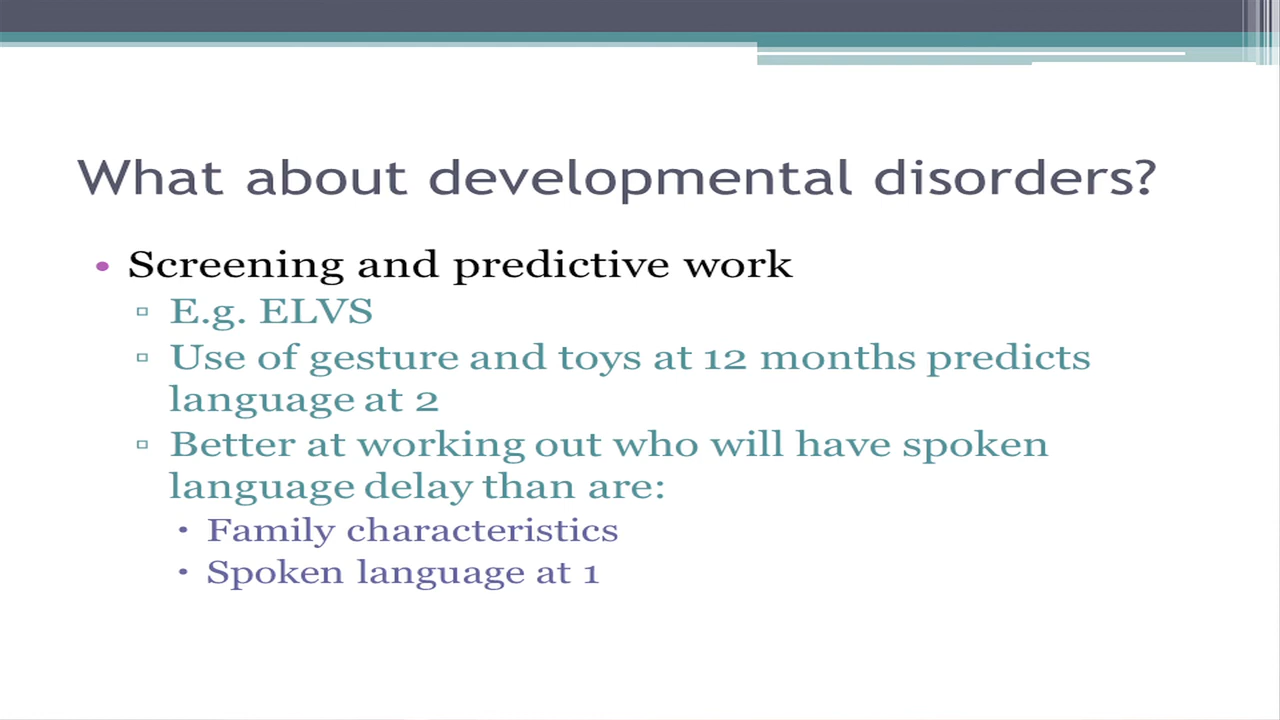 What about developmental disorders?
• Screening and predictive work
▫ E.g. ELVS
▫ Use of gesture and toys at 12 months predicts
language at 2
▫ Better at working out who will have spoken
language delay than are:
• Family characteristics
• Spoken language at 1